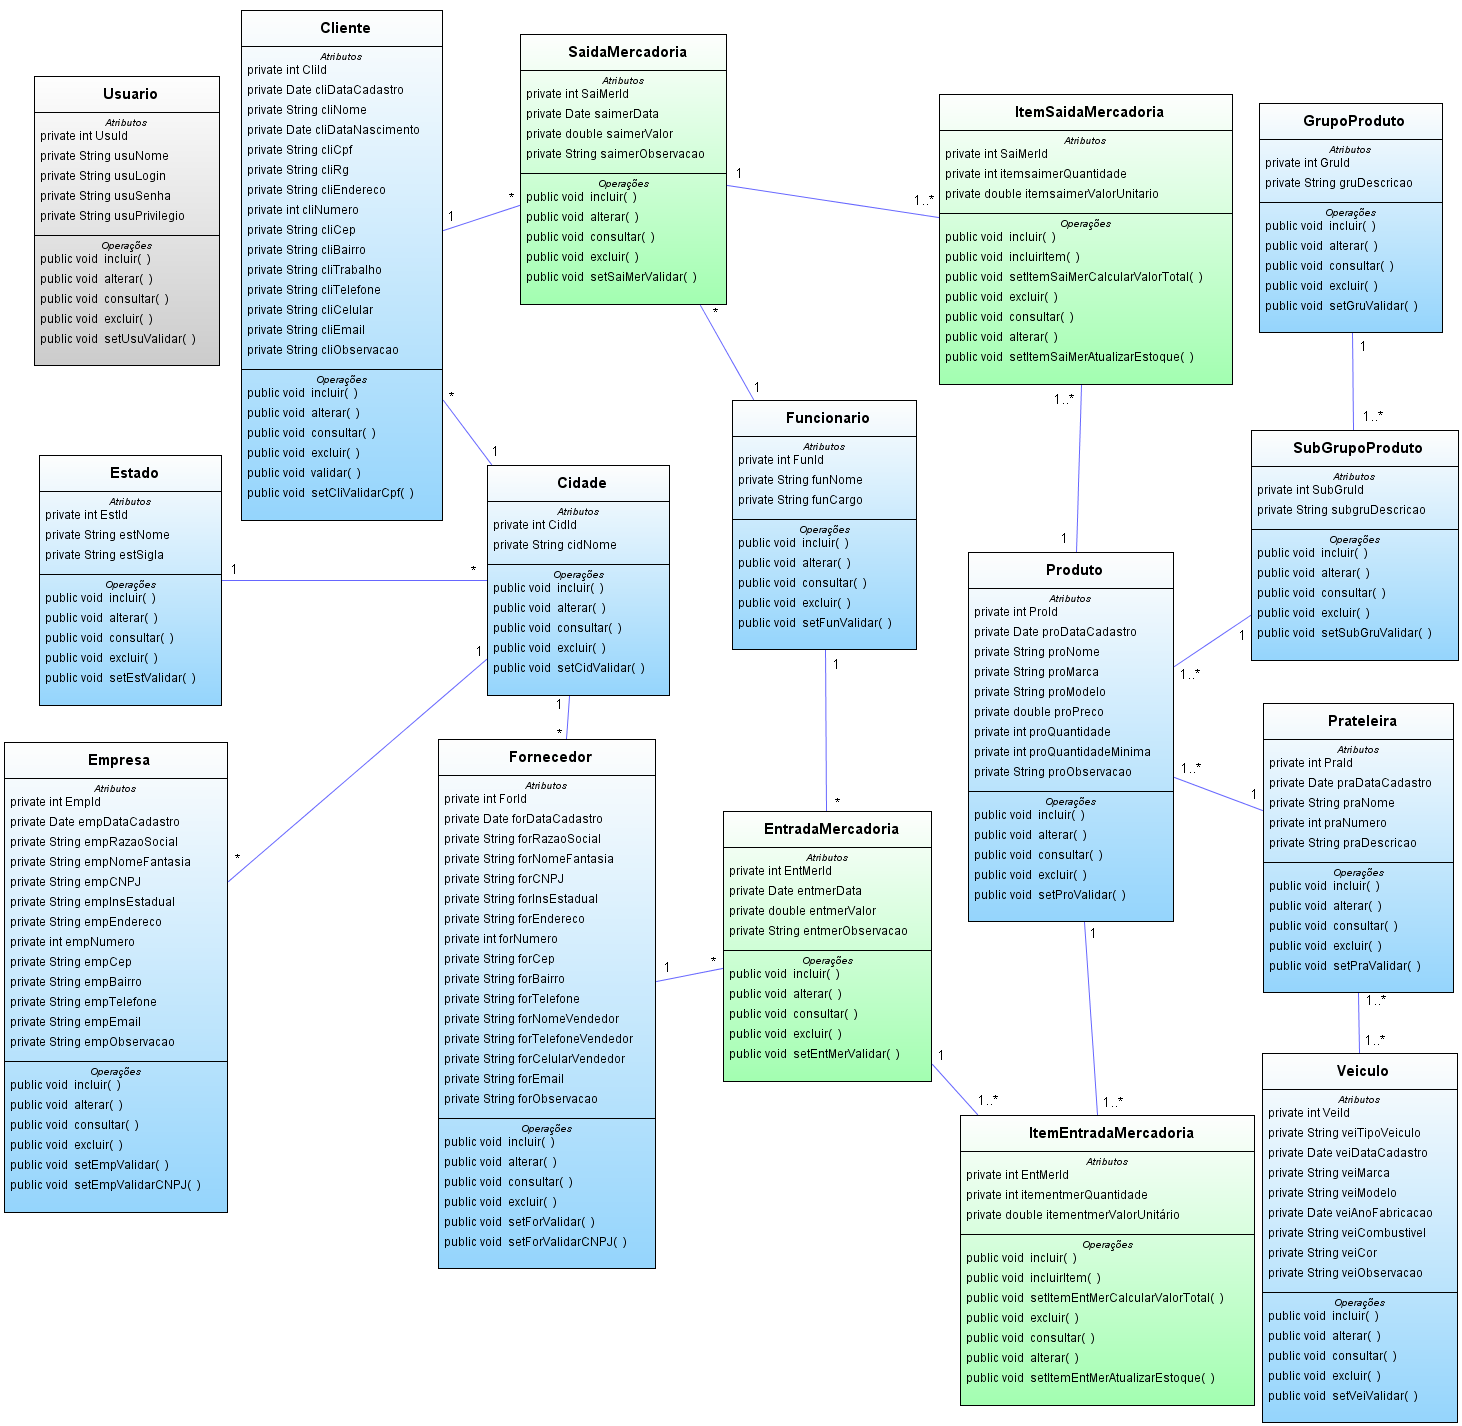 Usuario
Atributos
private int UsuId
private String usuNome
private String usuLogin
private String usuSenha
private String usuPrivilegio
Operações
public void incluir( )
public void alterar( )
public void consultar( )
public void excluir( )
public void setUsuValidar( )
Cliente
Atributos
private int CliId
private Date cliDataCadastro
private String cliNome
private Date cliDataNascimento
private String cliCpf
private String cliRg
private String cliEndereco
private int cliNumero
private String cliCep
private String cliBairro
private String cliTrabalho
private String cliTelefone
private String cliCelular
private String cliEmail
private String cliObservacao
Operações
public void incluir( )
public void alterar( )
public void consultar( )
public void excluir( )
public void validar( )
public void setCliValidarCpf( )
1
*
*
1
SaidaMercadoria
Atributos
private int SaiMerId
private Date saimerData
private double saimerValor
private String saimerObservacao
Operações
public void incluir( )
public void alterar( )
public void consultar( )
public void excluir( )
public void setSaiMerValidar( )
1
1..*
*
1
ItemSaidaMercadoria
Atributos
private int SaiMerId
private int itemsaimerQuantidade
private double itemsaimerValorUnitario
Operações
public void incluir( )
public void incluirItem( )
public void setItemSaiMerCalcularValorTotal( )
public void excluir( )
public void consultar( )
public void alterar( )
public void setItemSaiMerAtualizarEstoque( )
1..*
1
GrupoProduto
Atributos
private int GruId
private String gruDescricao
Operações
public void incluir( )
public void alterar( )
public void consultar( )
public void excluir( )
public void setGruValidar( )
1
1..*
Estado
Atributos
private int EstId
private String estNome
private String estSigla
Operações
public void incluir( )
public void alterar( )
public void consultar( )
public void excluir( )
public void setEstValidar( )
1
*
Cidade
Atributos
private int CidId
private String cidNome
Operações
public void incluir( )
public void alterar( )
public void consultar( )
public void excluir( )
public void setCidValidar( )
1
*
1
*
Funcionario
Atributos
private int FunId
private String funNome
private String funCargo
Operações
public void incluir( )
public void alterar( )
public void consultar( )
public void excluir( )
public void setFunValidar( )
1
*
SubGrupoProduto
Atributos
private int SubGruId
private String subgruDescricao
Operações
public void incluir( )
public void alterar( )
public void consultar( )
public void excluir( )
public void setSubGruValidar( )
1
1..*
Produto
Atributos
private int ProId
private Date proDataCadastro
private String proNome
private String proMarca
private String proModelo
private double proPreco
private int proQuantidade
private int proQuantidadeMinima
private String proObservacao
Operações
public void incluir( )
public void alterar( )
public void consultar( )
public void excluir( )
public void setProValidar( )
1..*
1
1
1..*
Prateleira
Atributos
private int PraId
private Date praDataCadastro
private String praNome
private int praNumero
private String praDescricao
Operações
public void incluir( )
public void alterar( )
public void consultar( )
public void excluir( )
public void setPraValidar( )
1..*
1..*
Empresa
Atributos
private int EmpId
private Date empDataCadastro
private String empRazaoSocial
private String empNomeFantasia
private String empCNPJ
private String empInsEstadual
private String empEndereco
private int empNumero
private String empCep
private String empBairro
private String empTelefone
private String empEmail
private String empObservacao
Operações
public void incluir( )
public void alterar( )
public void consultar( )
public void excluir( )
public void setEmpValidar( )
public void setEmpValidarCNPJ( )
Fornecedor
Atributos
private int ForId
private Date forDataCadastro
private String forRazaoSocial
private String forNomeFantasia
private String forCNPJ
private String forInsEstadual
private String forEndereco
private int forNumero
private String forCep
private String forBairro
private String forTelefone
private String forNomeVendedor
private String forTelefoneVendedor
private String forCelularVendedor
private String forEmail
private String forObservacao
Operações
public void incluir( )
public void alterar( )
public void consultar( )
public void excluir( )
public void setForValidar( )
public void setForValidarCNPJ( )
1
*
EntradaMercadoria
Atributos
private int EntMerId
private Date entmerData
private double entmerValor
private String entmerObservacao
Operações
public void incluir( )
public void alterar( )
public void consultar( )
public void excluir( )
public void setEntMerValidar( )
1
1..*
ItemEntradaMercadoria
Atributos
private int EntMerId
private int itementmerQuantidade
private double itementmerValorUnitário
Operações
public void incluir( )
public void incluirItem( )
public void setItemEntMerCalcularValorTotal( )
public void excluir( )
public void consultar( )
public void alterar( )
public void setItemEntMerAtualizarEstoque( )
Veiculo
Atributos
private int VeiId
private String veiTipoVeiculo
private Date veiDataCadastro
private String veiMarca
private String veiModelo
private Date veiAnoFabricacao
private String veiCombustivel
private String veiCor
private String veiObservacao
Operações
public void incluir( )
public void alterar( )
public void consultar( )
public void excluir( )
public void setVeiValidar( )